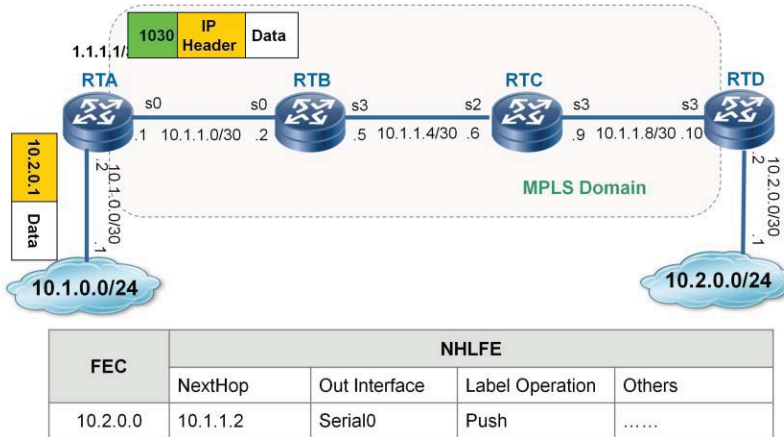 1030 IP Header Data
1.1.1.1/
RTA RTB RTC RTD
s0 s0 s3 s2 s3 s3
.1 10.1.1.0/30 .2 .5 10.1.1.4/30 .6 .9 10.1.1.8/30 .10
10.2.0.1 Data
.2 10.1.0.0/30 .1
.2 10.2.0.0/30 .1
MPLS Domain
10.1.0.0/24
10.2.0.0/24
FEC NHLFE
NextHop Out Interface Label Operation Others
10.2.0.0 10.1.1.2 Serial0 Push ……